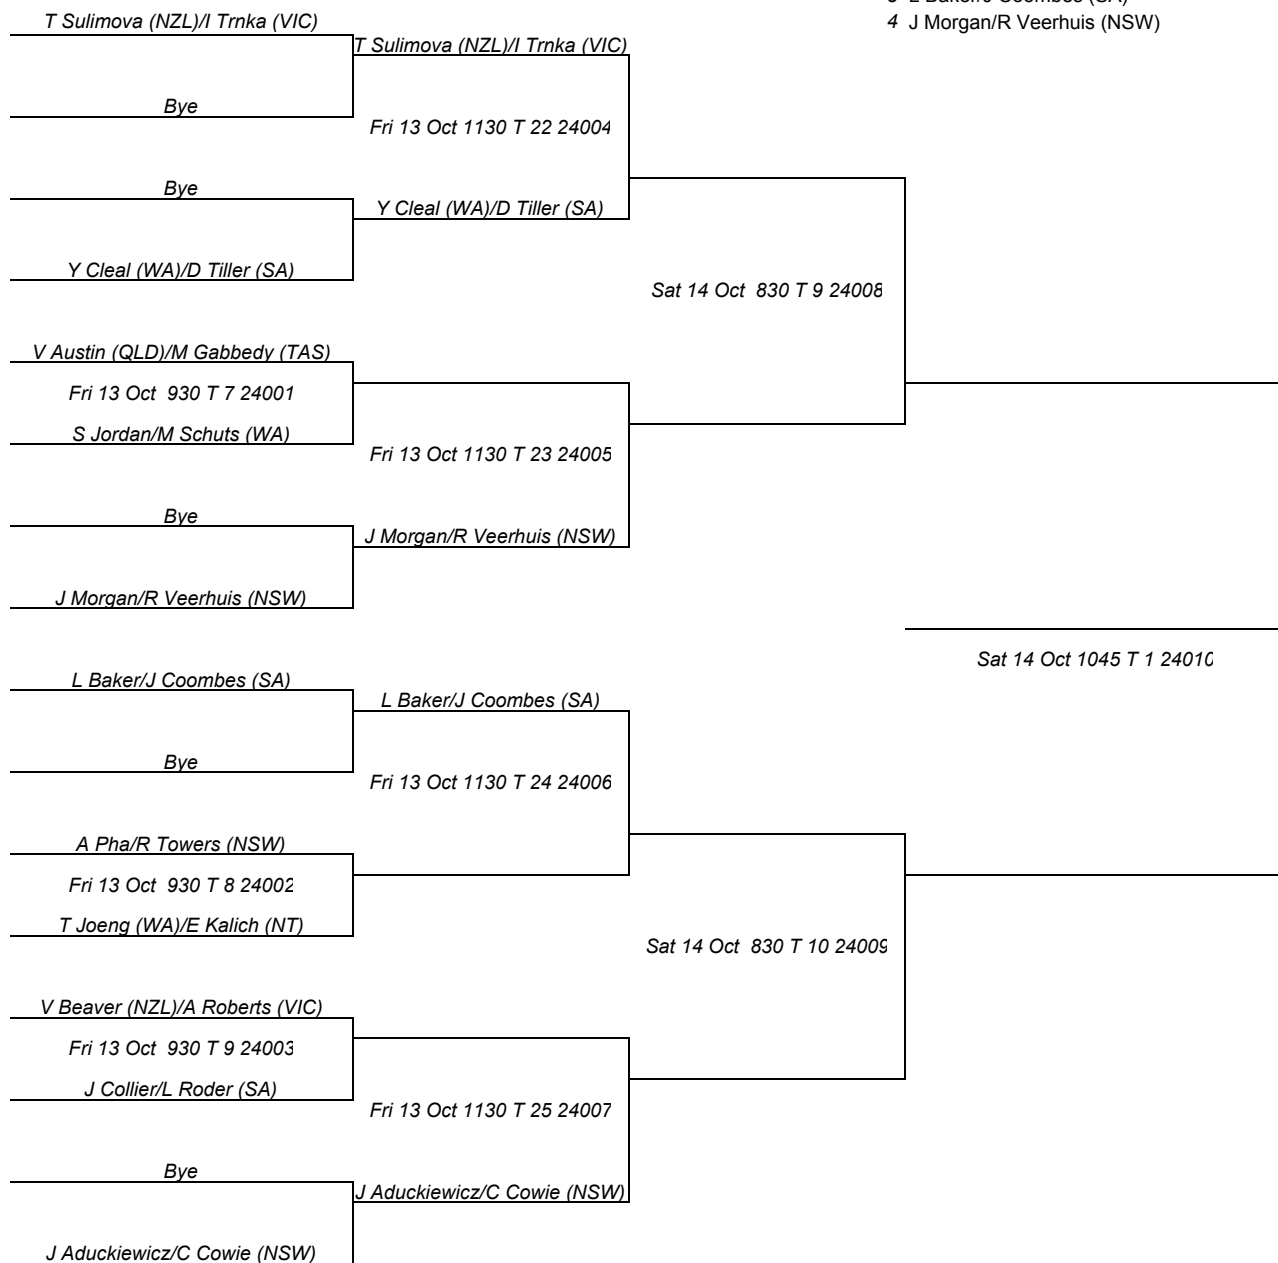 3 L Baker/J Coombes (SA)
4 J Morgan/R Veerhuis (NSW)
T Sulimova (NZL)/I Trnka (VIC)
T Sulimova (NZL)/I Trnka (VIC)
Bye
Fri 13 Oct 1130 T 22 24004
Bye
Y Cleal (WA)/D Tiller (SA)
Y Cleal (WA)/D Tiller (SA)
Sat 14 Oct 830 T 9 24008
V Austin (QLD)/M Gabbedy (TAS)
Fri 13 Oct 930 T 7 24001
S Jordan/M Schuts (WA)
Fri 13 Oct 1130 T 23 24005
Bye
J Morgan/R Veerhuis (NSW)
J Morgan/R Veerhuis (NSW)
Sat 14 Oct 1045 T 1 24010
L Baker/J Coombes (SA)
L Baker/J Coombes (SA)
Bye
Fri 13 Oct 1130 T 24 24006
A Pha/R Towers (NSW)
Fri 13 Oct 930 T 8 24002
T Joeng (WA)/E Kalich (NT)
Sat 14 Oct 830 T 10 24009
V Beaver (NZL)/A Roberts (VIC)
Fri 13 Oct 930 T 9 24003
J Collier/L Roder (SA)
Fri 13 Oct 1130 T 25 24007
Bye
J Aduckiewicz/C Cowie (NSW)
J Aduckiewicz/C Cowie (NSW)